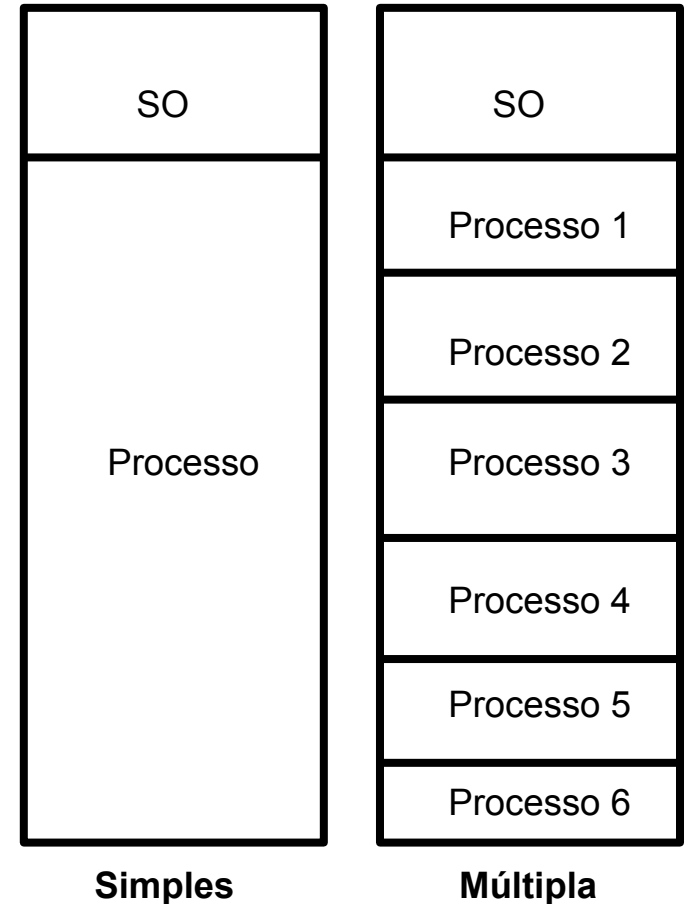 SO
Processo
Simples
SO
Processo 1
Processo 2
Processo 3
Processo 4
Processo 5
Processo 6
Múltipla